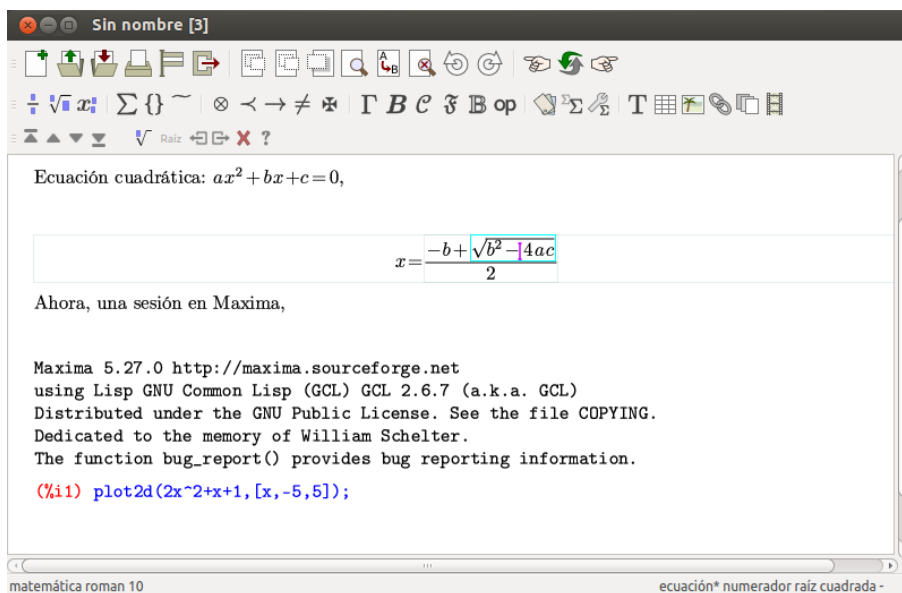 Sin nombre [3]
Γ B C F B op T
Raíz ?
Ecuación cuadrática: ax² + bx + c = 0,
x = (-b + √(b² - 4ac)) / 2
Ahora, una sesión en Maxima,
Maxima 5.27.0 http://maxima.sourceforge.net
using Lisp GNU Common Lisp (GCL) GCL 2.6.7 (a.k.a. GCL)
Distributed under the GNU Public License. See the file COPYING.
Dedicated to the memory of William Schelter.
The function bug_report() provides bug reporting information.
(%i1) plot2d(2x^2+x+1,[x,-5,5]);
matemática roman 10
ecuación* numerador raíz cuadrada -